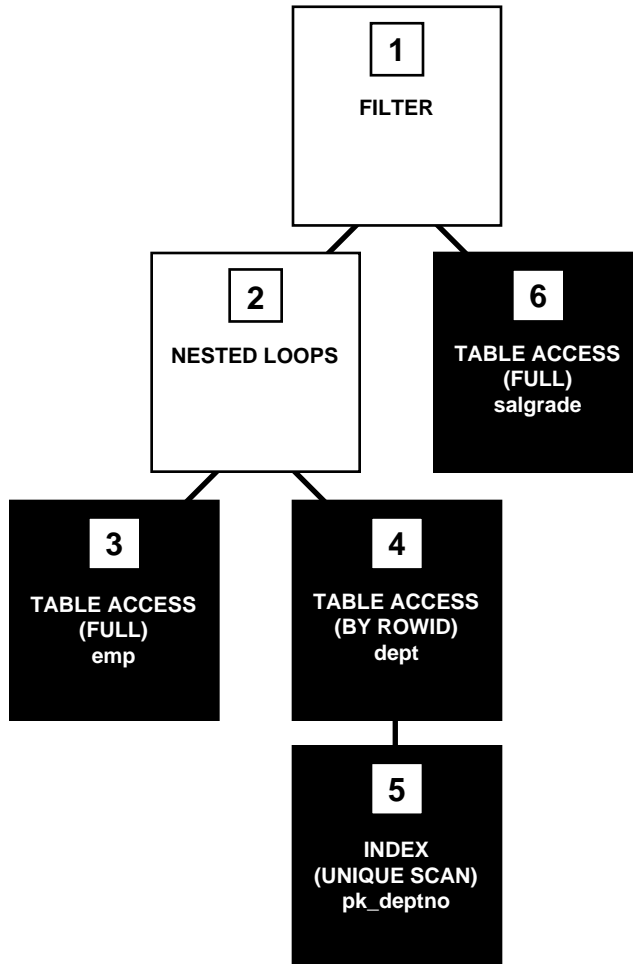 1
FILTER
2
NESTED LOOPS
6
TABLE ACCESS
(FULL)
salgrade
3
TABLE ACCESS
(FULL)
emp
4
TABLE ACCESS
(BY ROWID)
dept
5
INDEX
(UNIQUE SCAN)
pk_deptno